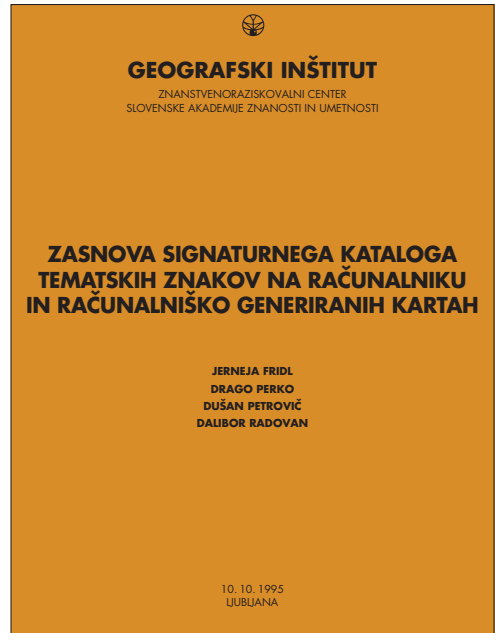 GEOGRAFSKI INŠTITUT
ZNANSTVENORAZISKOVALNI CENTER
SLOVENSKE AKADEMIJE ZNANOSTI IN UMETNOSTI
ZASNOVA SIGNATURNEGA KATALOGA
TEMATSKIH ZNAKOV NA RAČUNALNIKU
IN RAČUNALNIŠKO GENERIRANIH KARTAH
JERNEJA FRIDL
DRAGO PERKO
DUŠAN PETROVIČ
DALIBOR RADOVAN
10. 10. 1995
LJUBLJANA